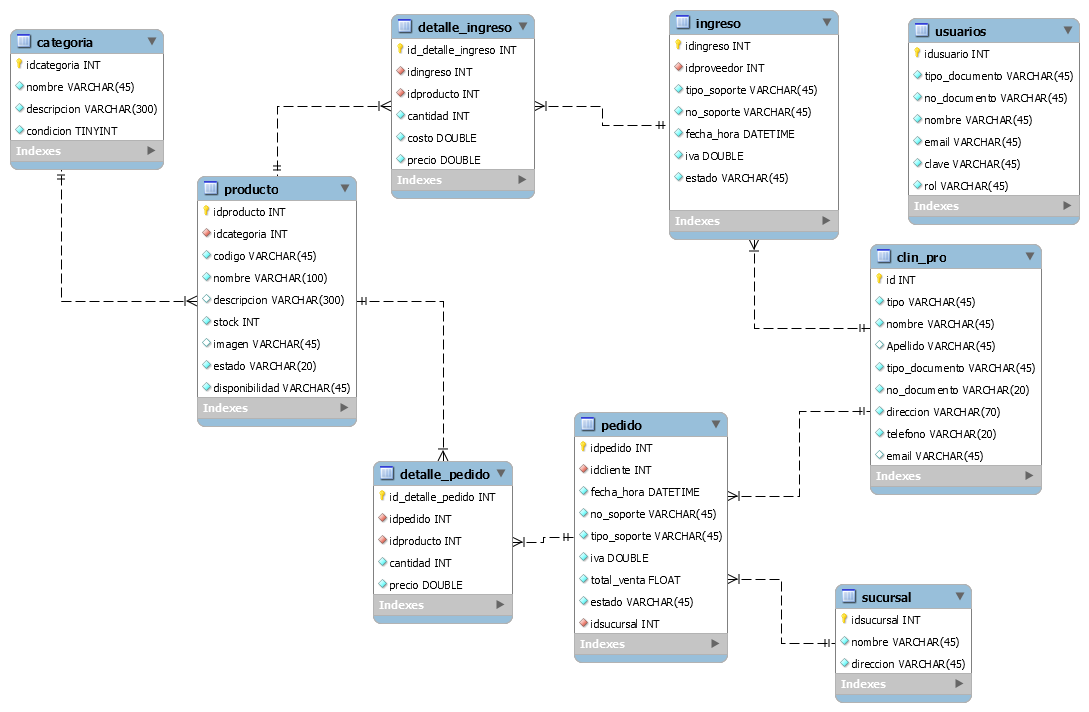 categoria
idcategoria INT
nombre VARCHAR(45)
descripcion VARCHAR(300)
condicion TINYINT
Indexes
detalle_ingreso
id_detalle_ingreso INT
idingreso INT
idproducto INT
cantidad INT
costo DOUBLE
precio DOUBLE
Indexes
ingreso
idingreso INT
idproveedor INT
tipo_soporte VARCHAR(45)
no_soporte VARCHAR(45)
fecha_hora DATETIME
iva DOUBLE
estado VARCHAR(45)
Indexes
usuarios
idusuario INT
tipo_documento VARCHAR(45)
no_documento VARCHAR(45)
nombre VARCHAR(45)
email VARCHAR(45)
clave VARCHAR(45)
rol VARCHAR(45)
Indexes
producto
idproducto INT
idcategoria INT
codigo VARCHAR(45)
nombre VARCHAR(100)
descripcion VARCHAR(300)
stock INT
imagen VARCHAR(45)
estado VARCHAR(20)
disponibilidad VARCHAR(45)
Indexes
clin_pro
id INT
tipo VARCHAR(45)
nombre VARCHAR(45)
Apellido VARCHAR(45)
tipo_documento VARCHAR(45)
no_documento VARCHAR(20)
direccion VARCHAR(70)
telefono VARCHAR(20)
email VARCHAR(45)
Indexes
detalle_pedido
id_detalle_pedido INT
idpedido INT
idproducto INT
cantidad INT
precio DOUBLE
Indexes
pedido
idpedido INT
idcliente INT
fecha_hora DATETIME
no_soporte VARCHAR(45)
tipo_soporte VARCHAR(45)
iva DOUBLE
total_venta FLOAT
estado VARCHAR(45)
idsucursal INT
Indexes
sucursal
idsucursal INT
nombre VARCHAR(45)
direccion VARCHAR(45)
Indexes